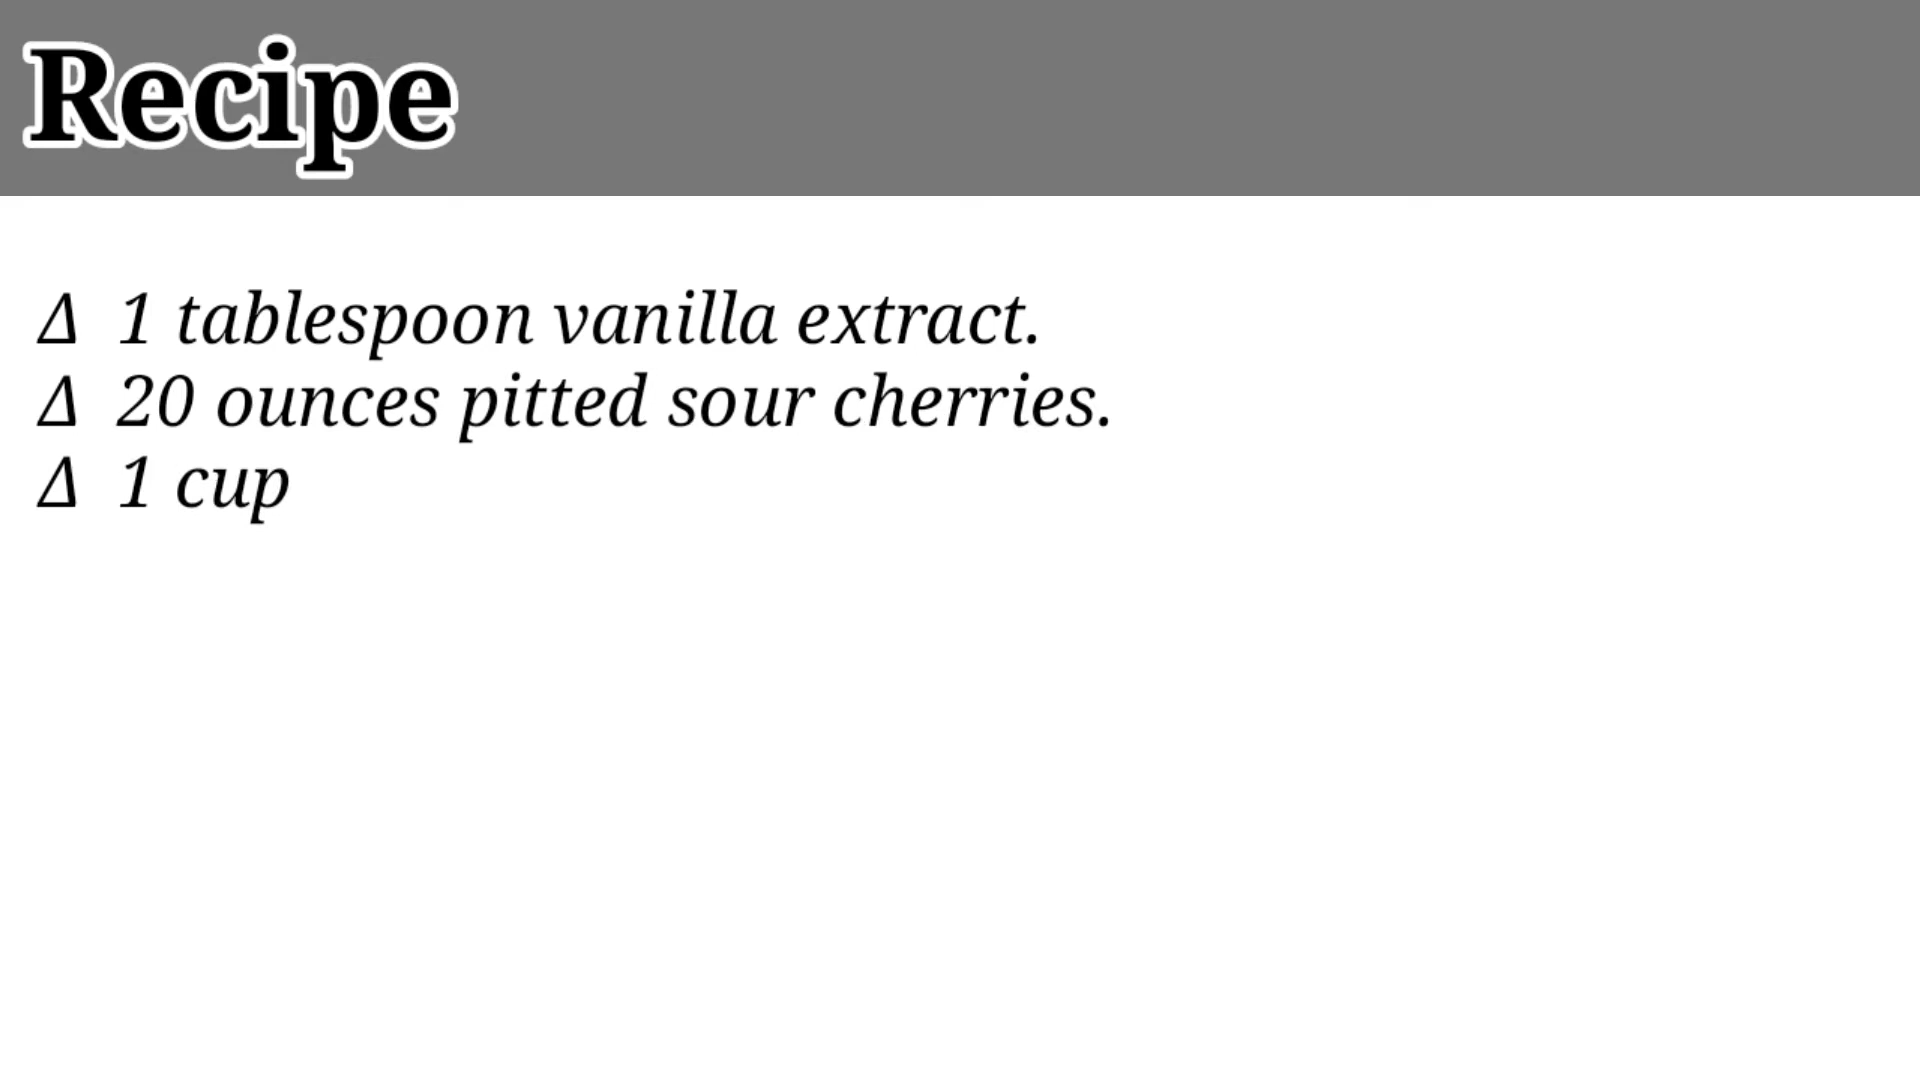 Recipe
Δ 1 tablespoon vanilla extract.
Δ 20 ounces pitted sour cherries.
Δ 1 cup